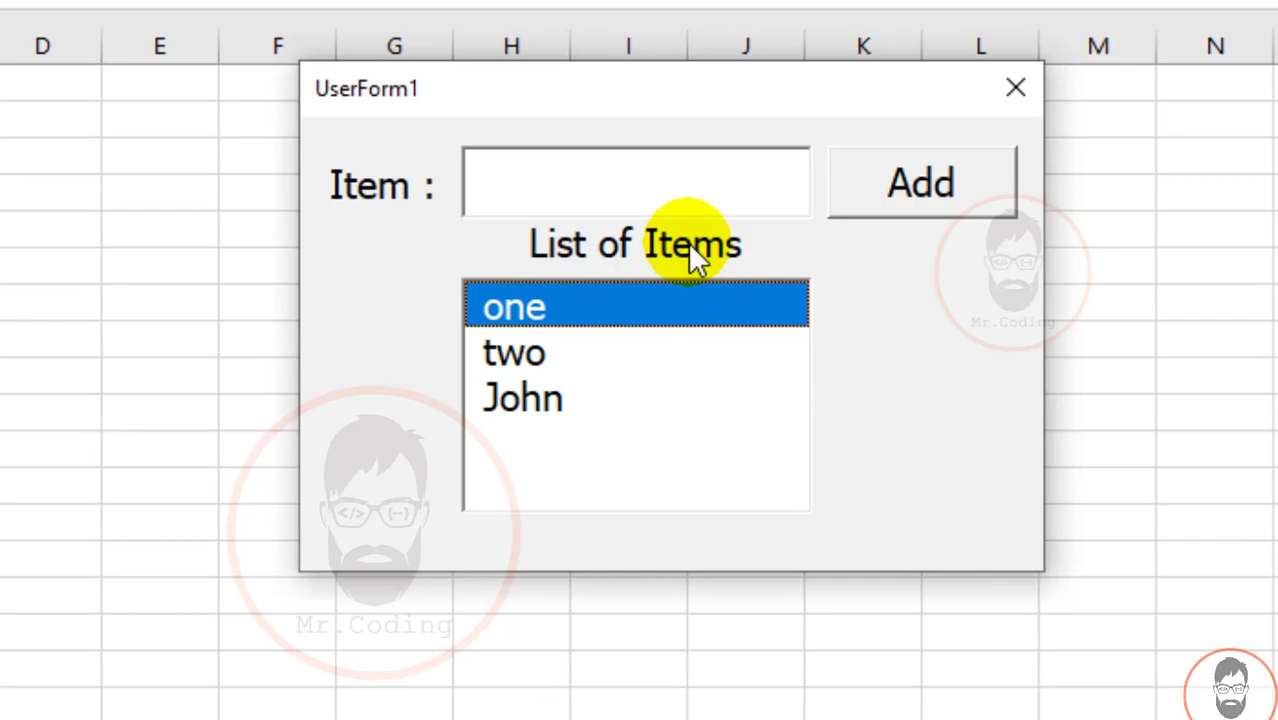 D E F G H I J K L M N
UserForm1
Item :
Add
List of Items
one
two
John
Mr.Coding
</> {--}
Mr.Coding
</> {--}